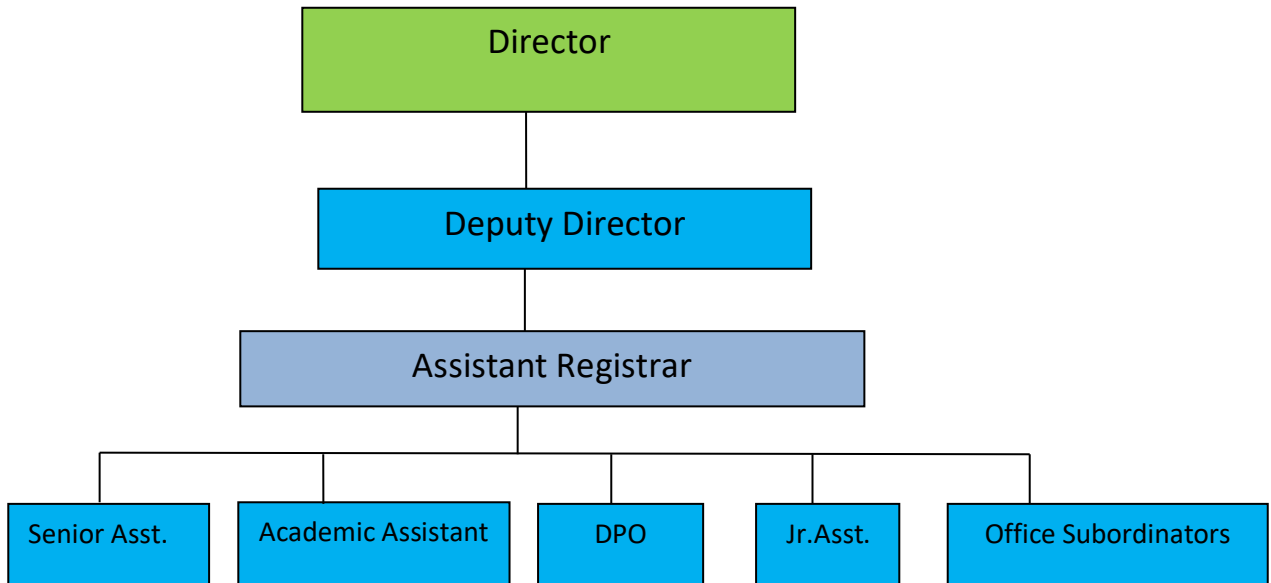 Director
Deputy Director
Assistant Registrar
Senior Asst.
Academic Assistant
DPO
Jr.Asst.
Office Subordinators